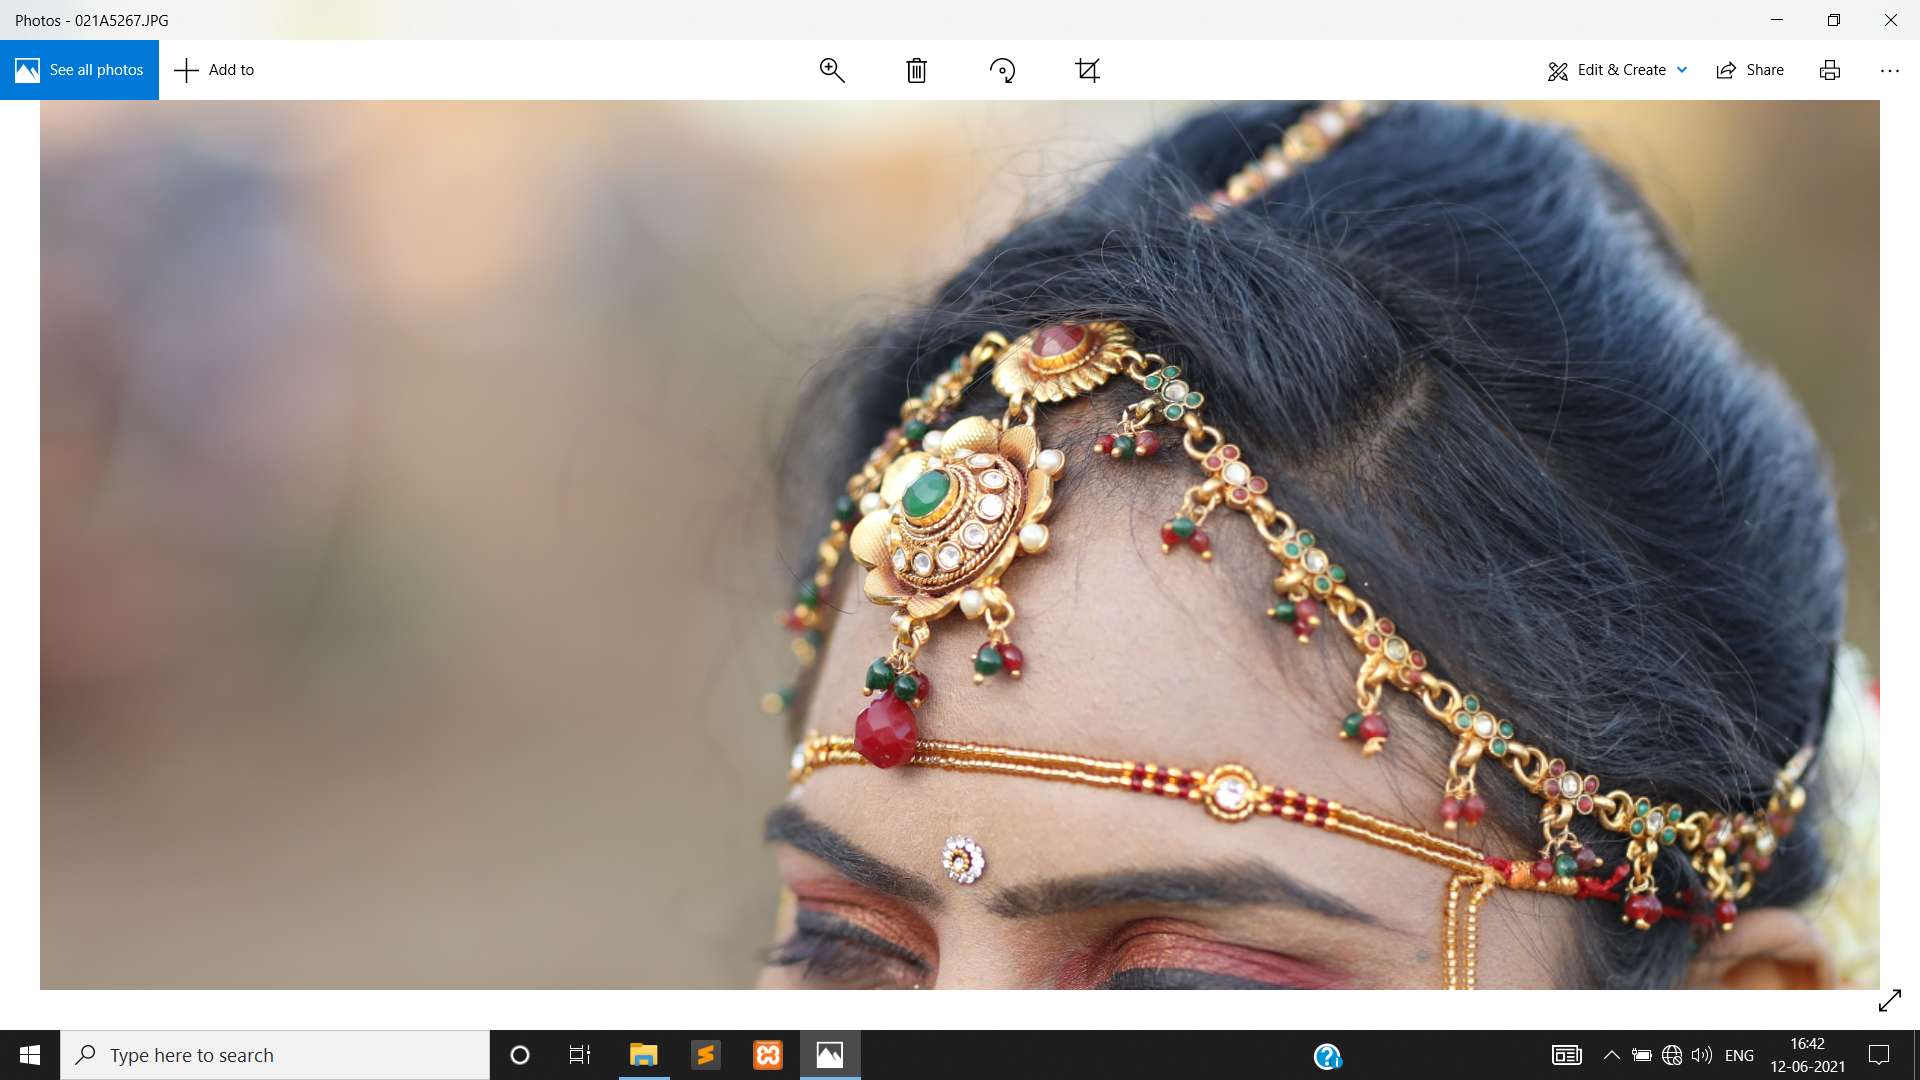 Photos - 021A5267.JPG
See all photos
Add to
Edit & Create
Share
Type here to search
ENG
16:42
12-06-2021